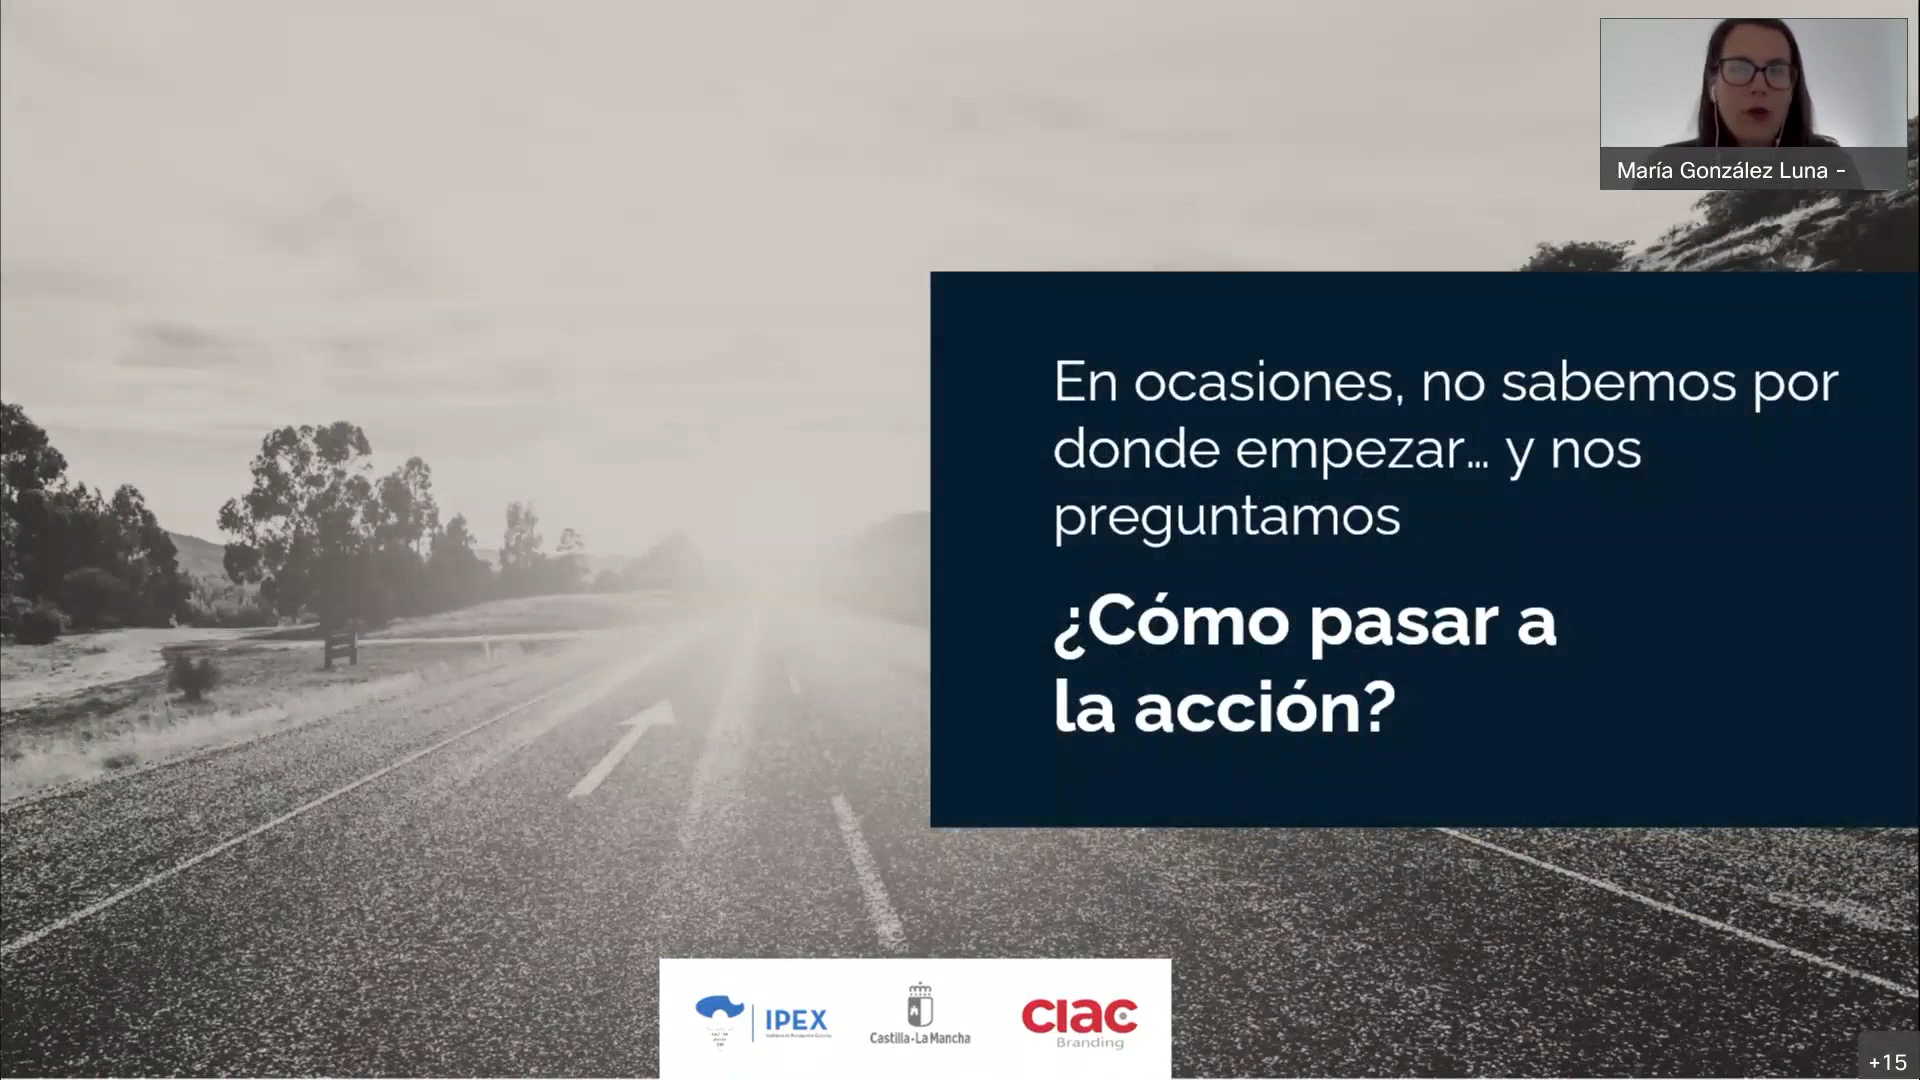 María González Luna -
En ocasiones, no sabemos por
donde empezar... y nos
preguntamos
¿Cómo pasar a
la acción?
IPEX
Castilla-La Mancha
CIAC
Branding
+15